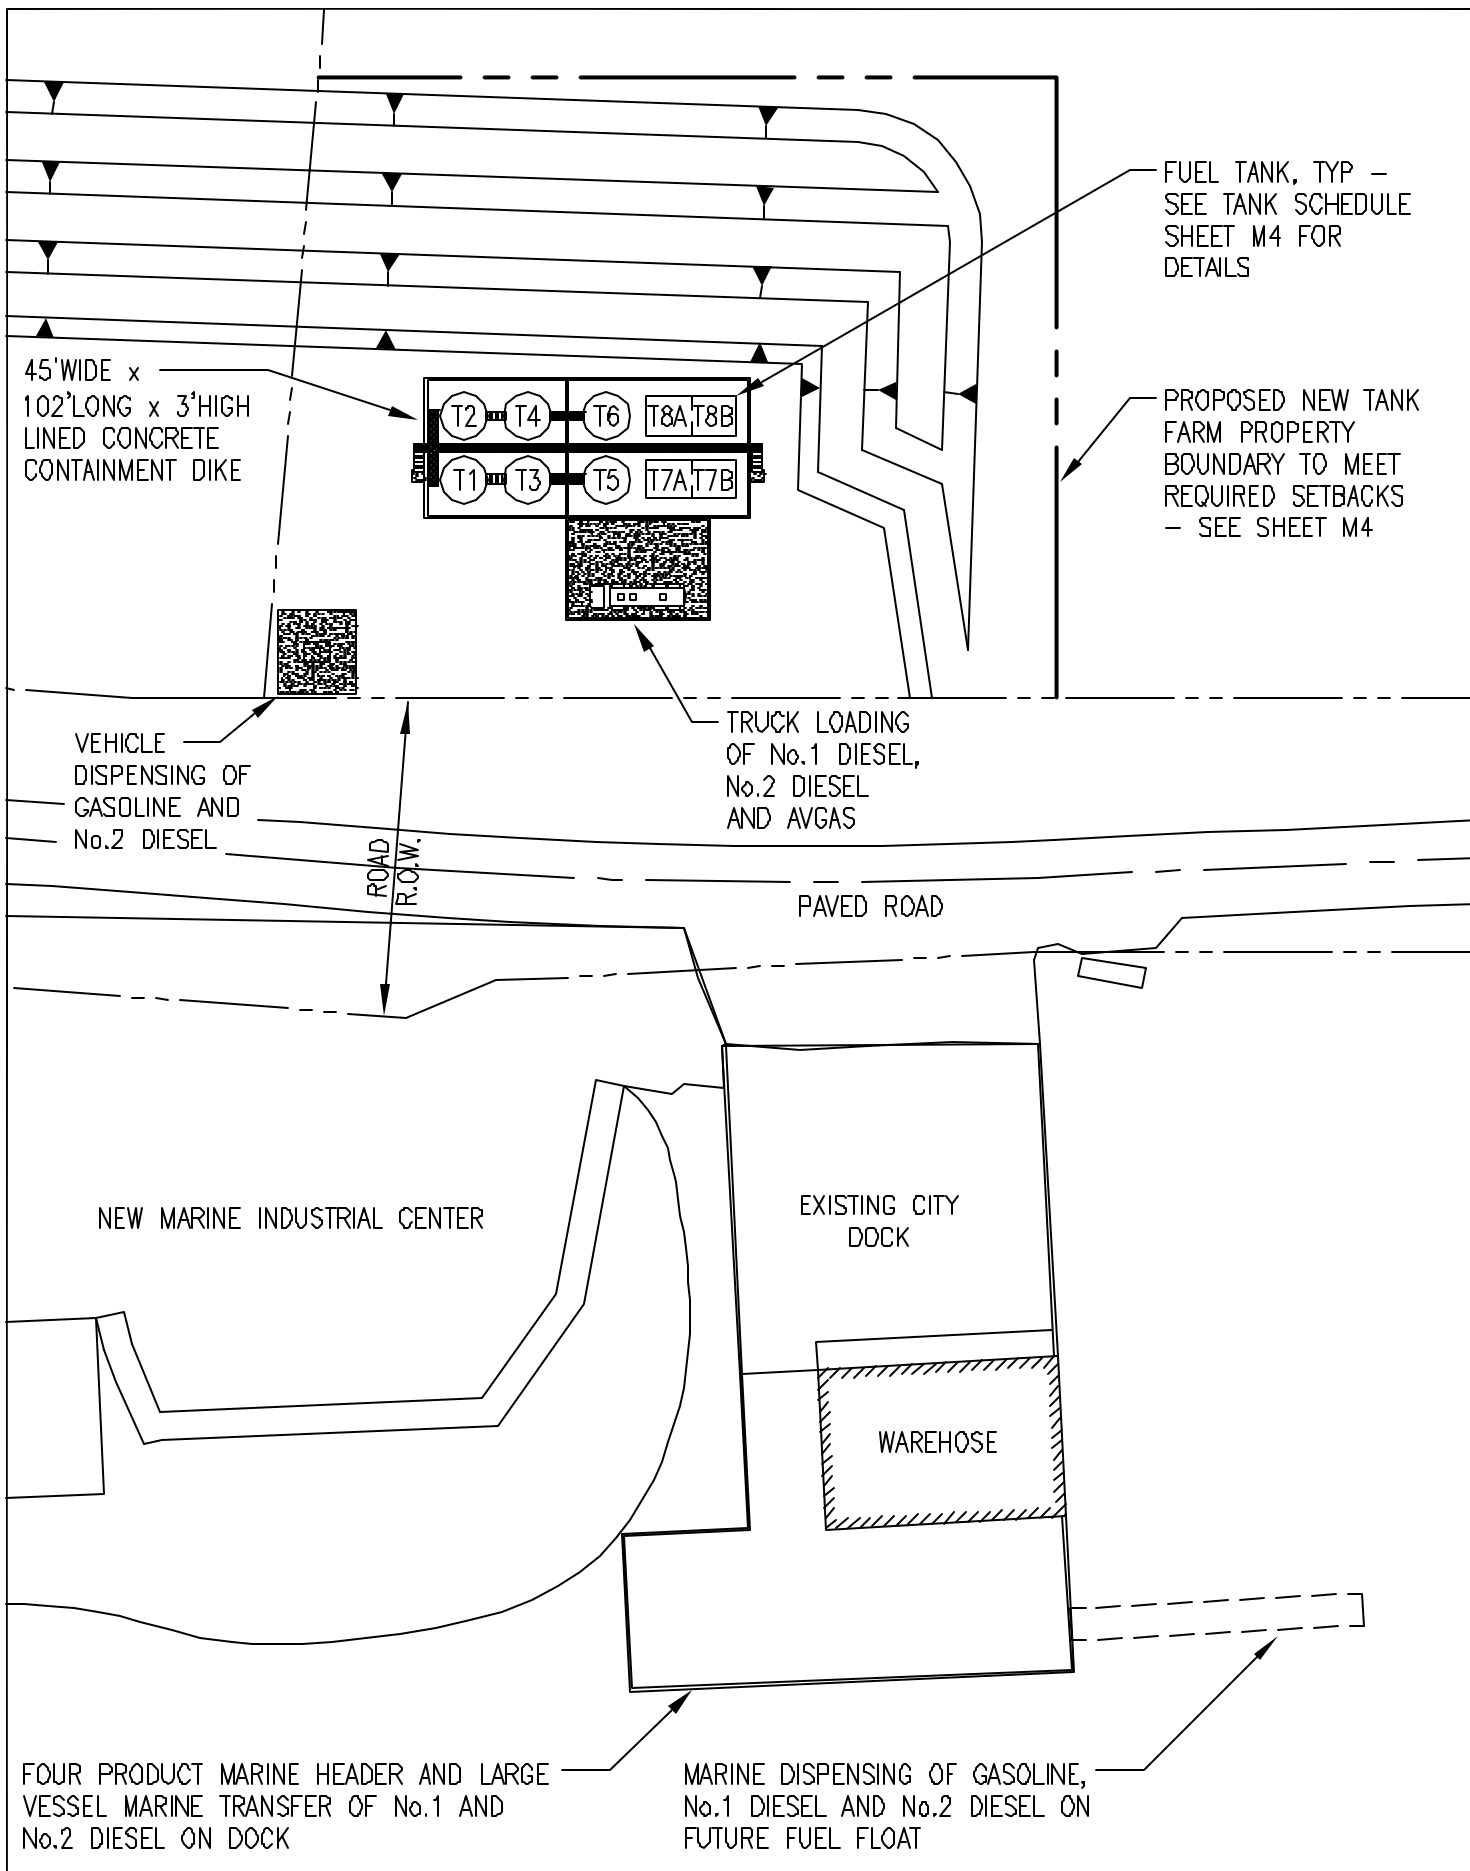 FUEL TANK, TYP –
SEE TANK SCHEDULE
SHEET M4 FOR
DETAILS
45'WIDE x
102'LONG x 3'HIGH
LINED CONCRETE
CONTAINMENT DIKE
T2 T4 T6 T8A T8B
T1 T3 T5 T7A T7B
PROPOSED NEW TANK
FARM PROPERTY
BOUNDARY TO MEET
REQUIRED SETBACKS
– SEE SHEET M4
VEHICLE
DISPENSING OF
GASOLINE AND
No.2 DIESEL
TRUCK LOADING
OF No.1 DIESEL,
No.2 DIESEL
AND AVGAS
ROAD
R.O.W.
PAVED ROAD
NEW MARINE INDUSTRIAL CENTER
EXISTING CITY
DOCK
WAREHOSE
FOUR PRODUCT MARINE HEADER AND LARGE
VESSEL MARINE TRANSFER OF No.1 AND
No.2 DIESEL ON DOCK
MARINE DISPENSING OF GASOLINE,
No.1 DIESEL AND No.2 DIESEL ON
FUTURE FUEL FLOAT